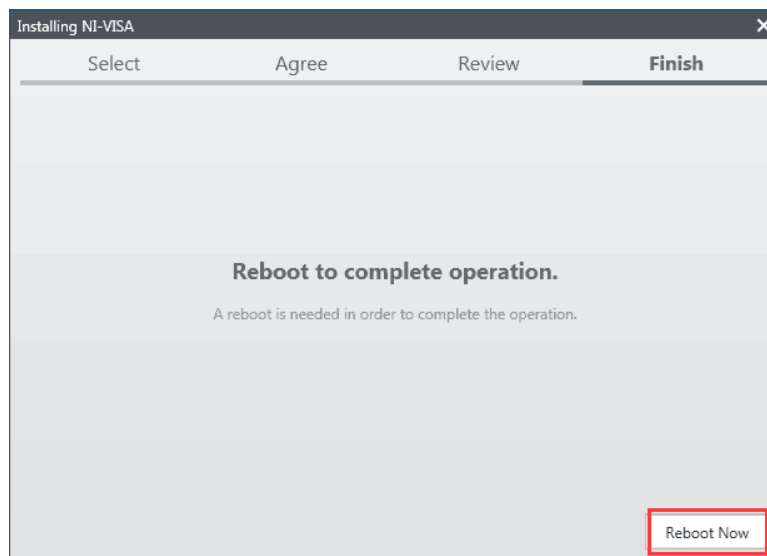 Installing NI-VISA
Select Agree Review Finish
Reboot to complete operation.
A reboot is needed in order to complete the operation.
Reboot Now